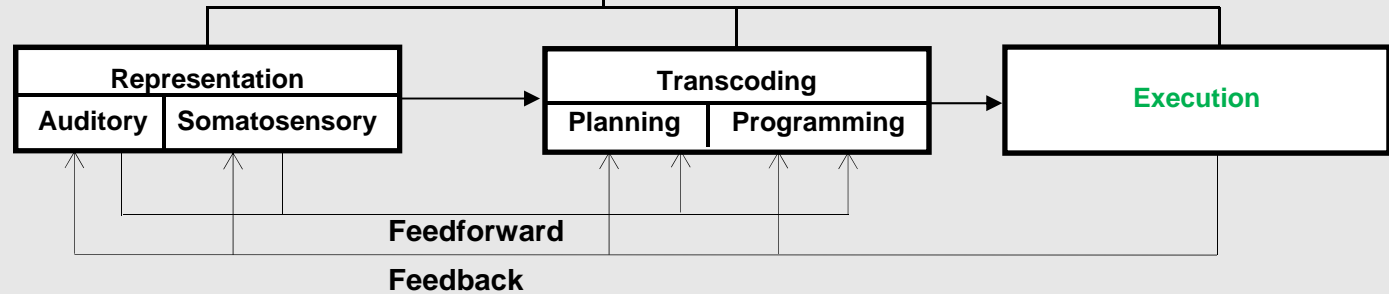 Representation
Auditory Somatosensory
Transcoding
Planning Programming
Execution
Feedforward
Feedback